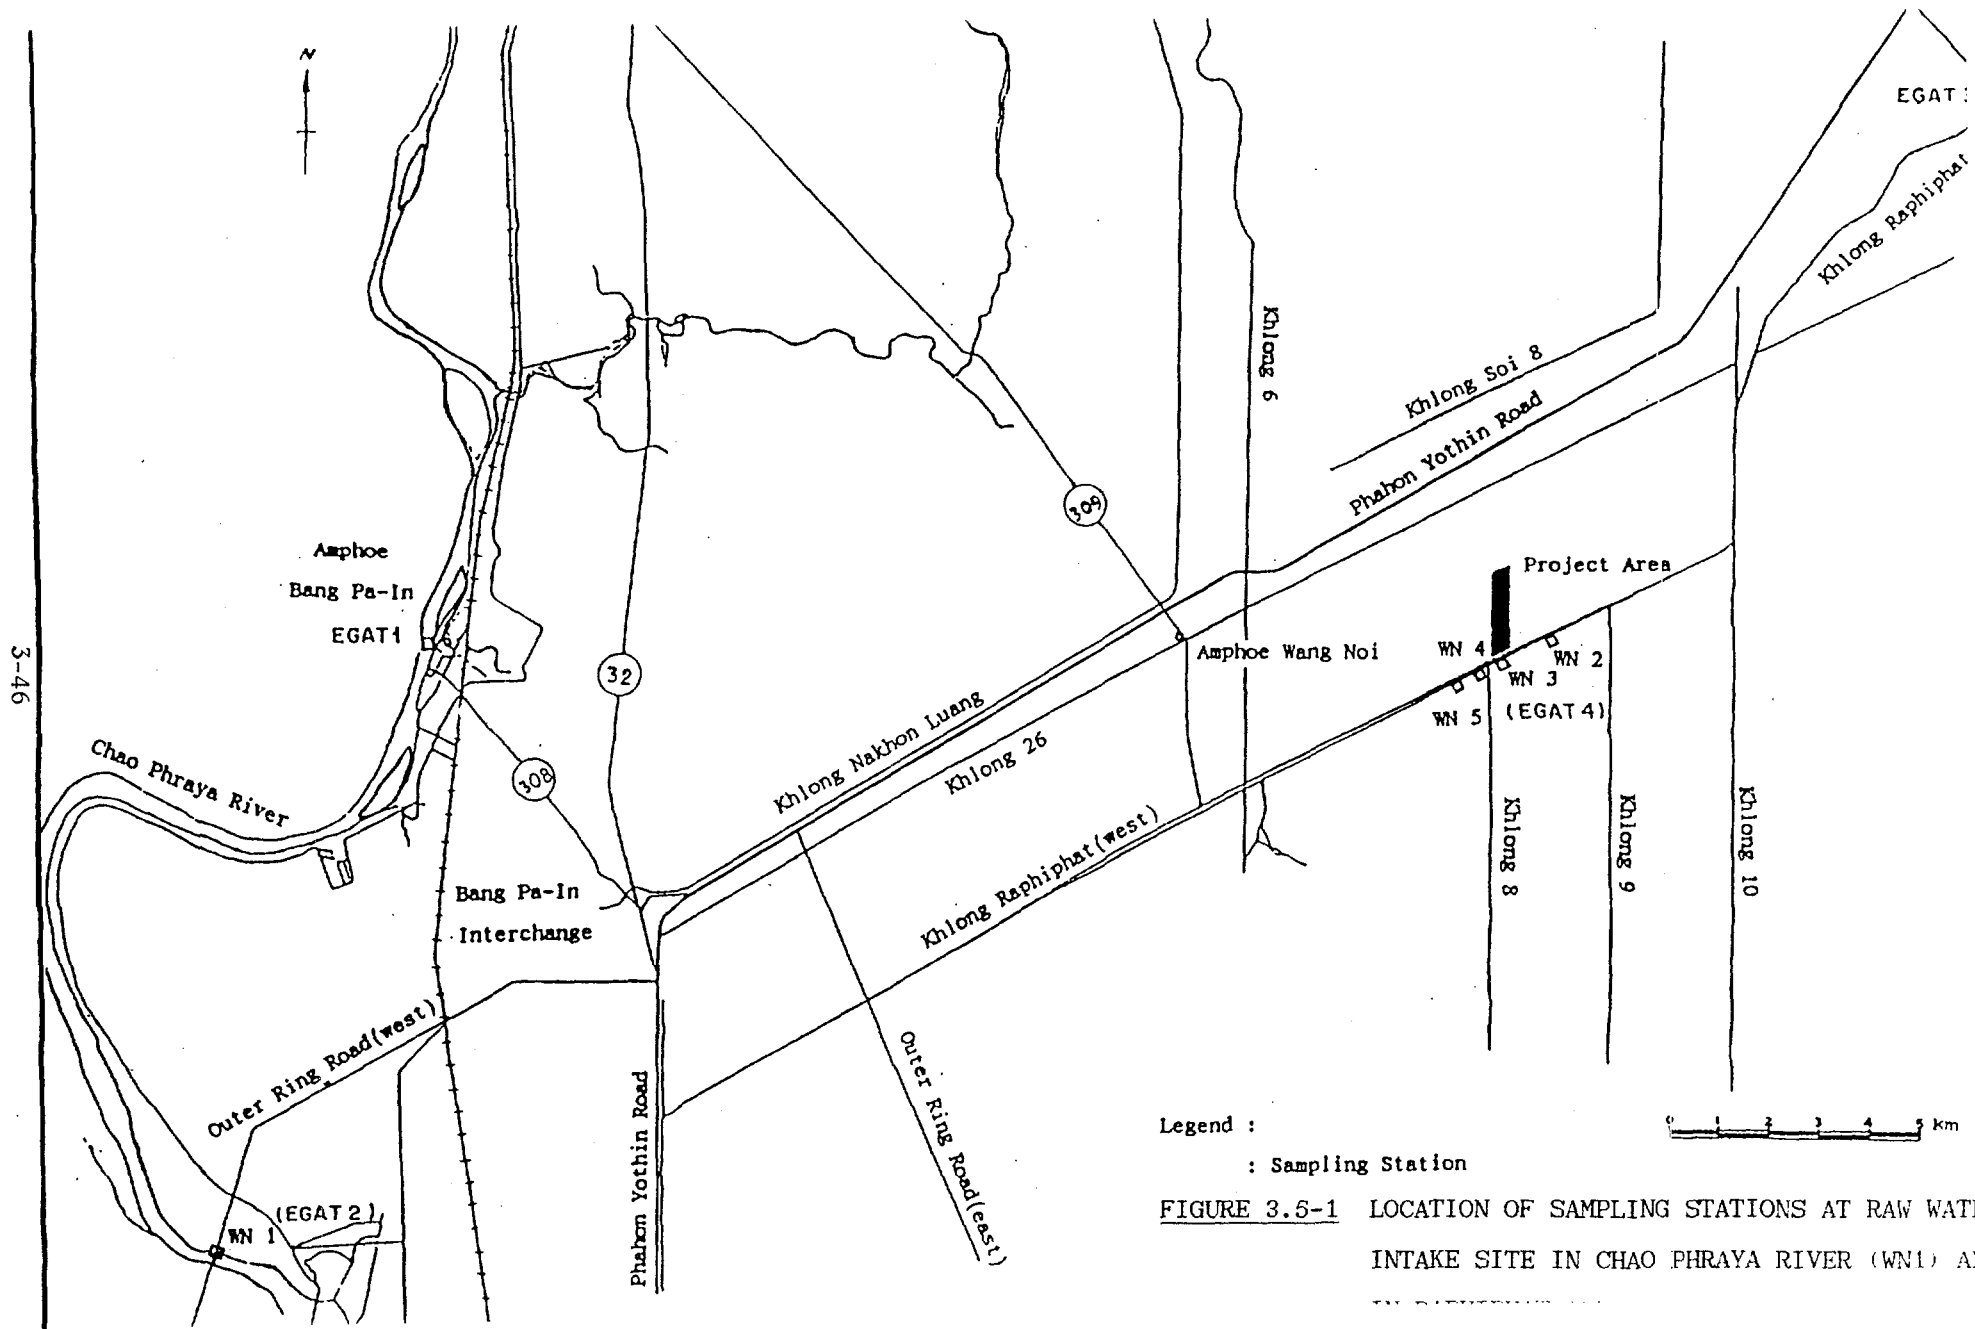 N
EGAT
Khlong Raphiphat
Khlong 6
Khlong Soi 8
Phahon Yothin Road
309
Amphoe
Bang Pa-In
EGAT1
32
Project Area
Amphoe Wang Noi
WN 4
WN 2
WN 3
WN 5
(EGAT4)
3-46
Chao Phraya River
308
Khlong Nakhon Luang
Khlong 26
Khlong Raphiphat(west)
Khlong 8
Khlong 9
Khlong 10
Bang Pa-In
Interchange
Outer Ring Road(west)
Outer Ring Road(east)
Phahon Yothin Road
(EGAT2)
WN 1
Legend :
0 1 2 3 4 5 Km
: Sampling Station
FIGURE 3.5-1 LOCATION OF SAMPLING STATIONS AT RAW WAT
INTAKE SITE IN CHAO PHRAYA RIVER (WN1) A